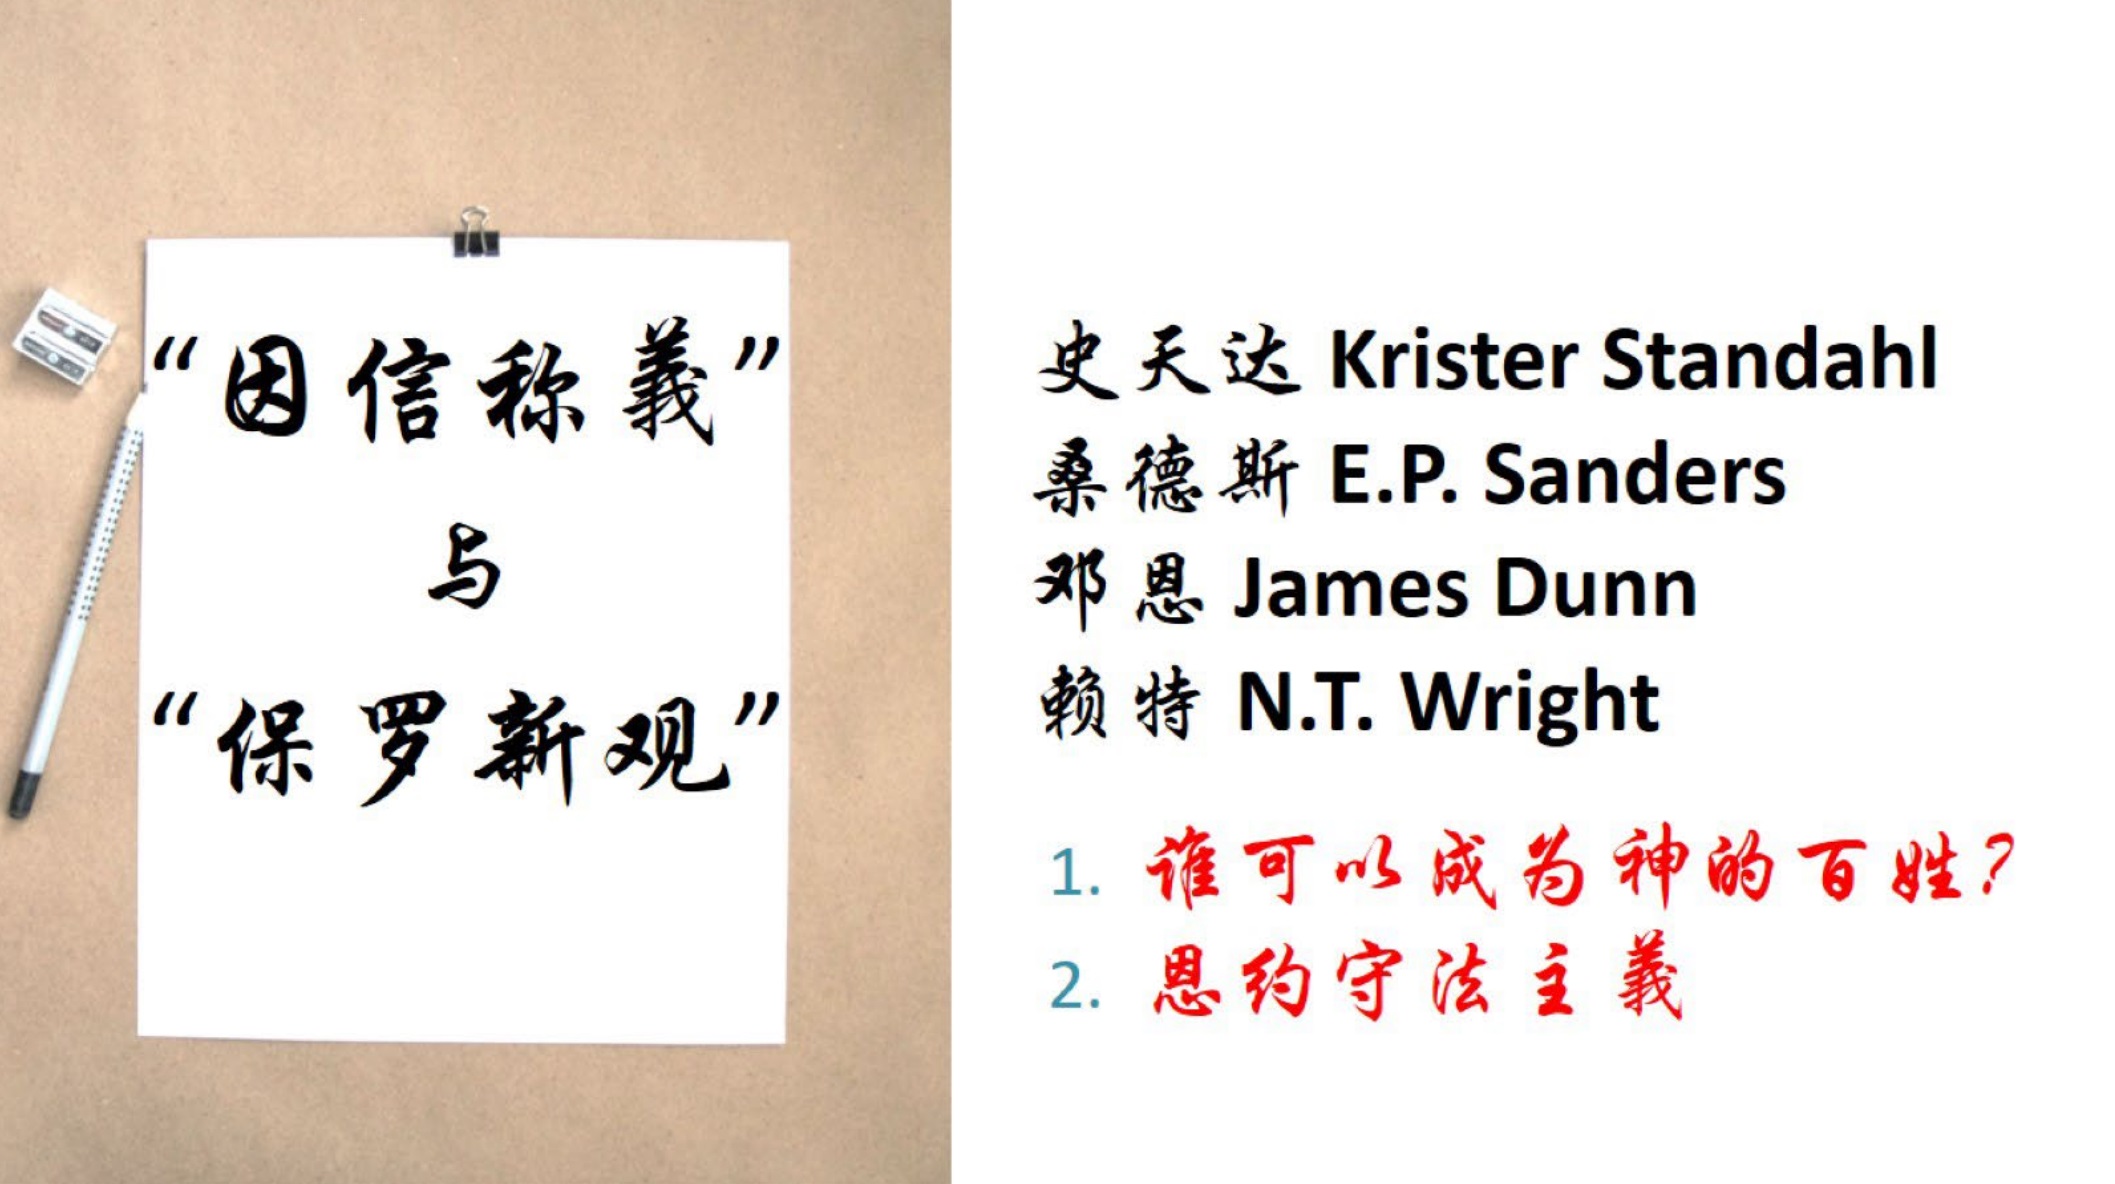 “因信称義”
与
“保罗新观”
史天达 Krister Standahl
桑德斯 E.P. Sanders
邓恩 James Dunn
赖特 N.T. Wright
1. 谁可以成为神的百姓?
2. 恩约守法主義